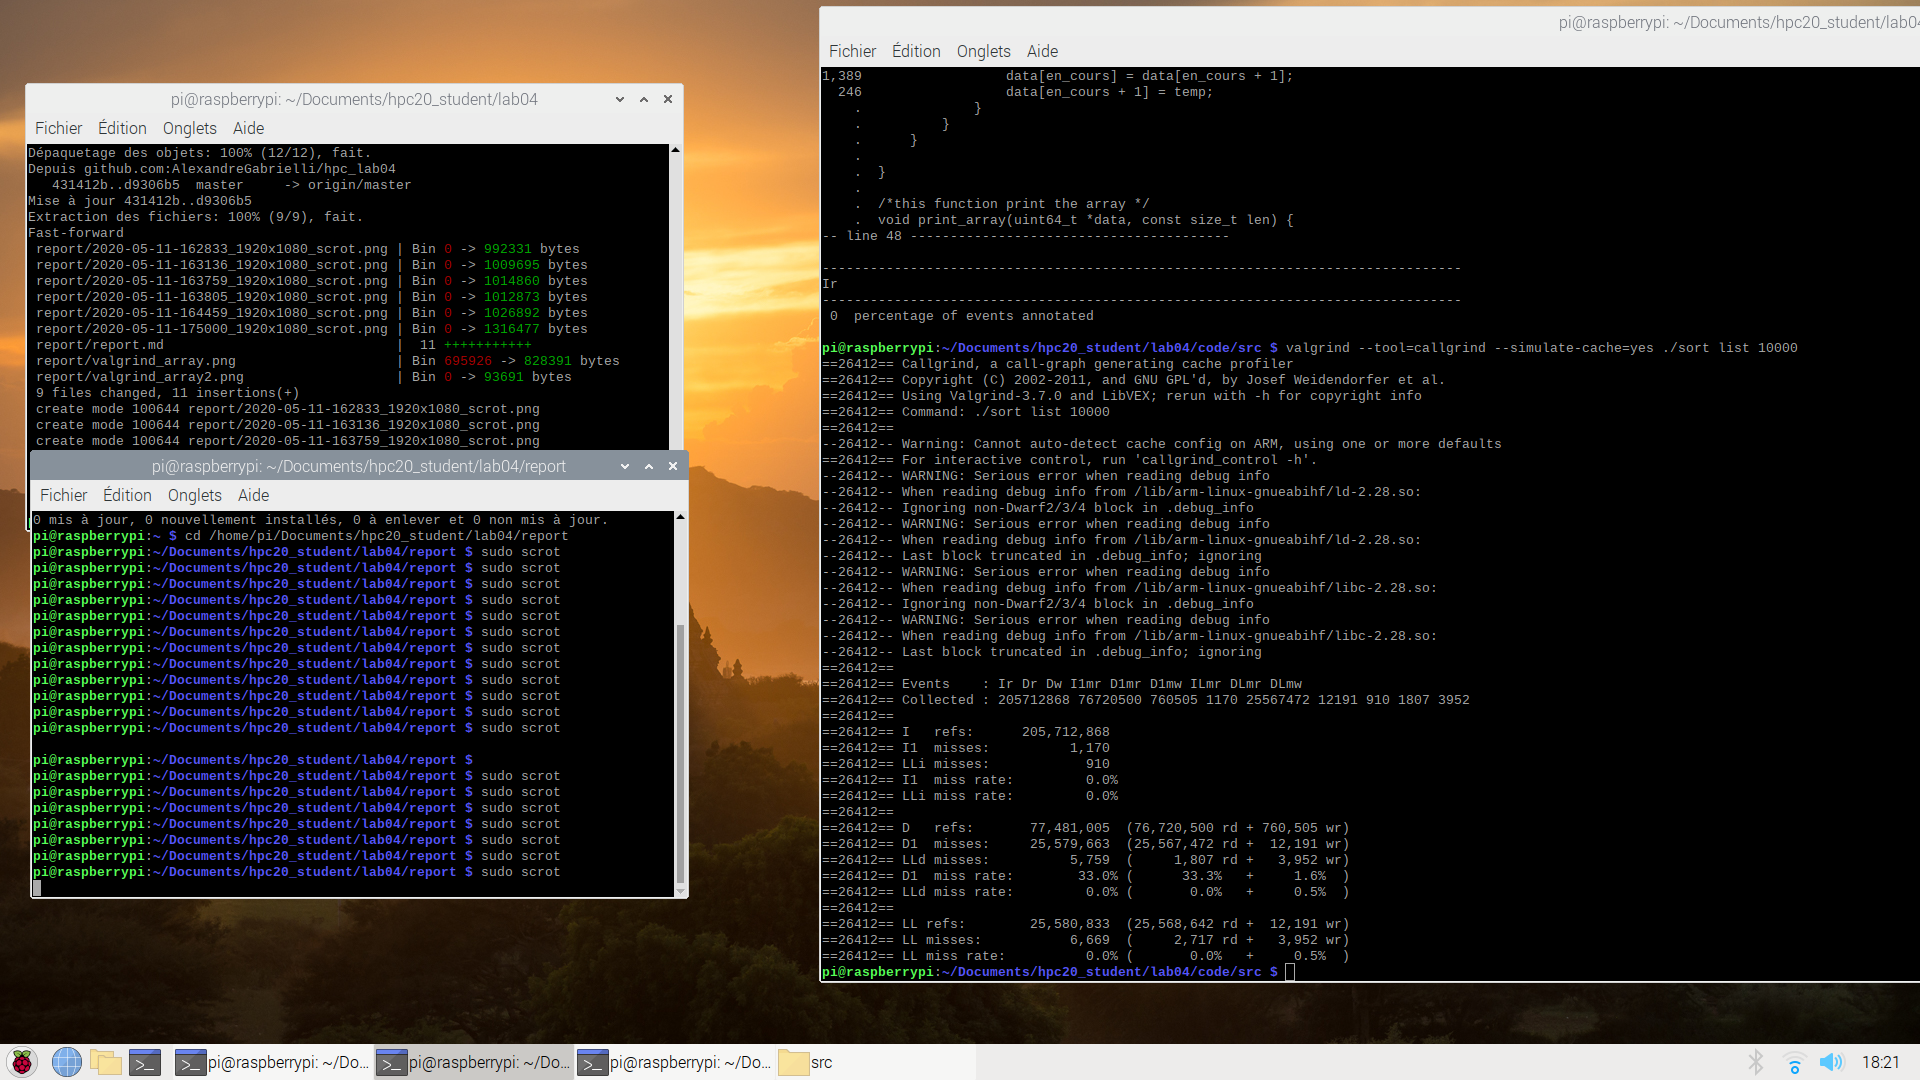 pi@raspberrypi: ~/Documents/hpc20_student/lab04
Fichier Édition Onglets Aide
Dépaquetage des objets: 100% (12/12), fait.
Depuis github.com:AlexandreGabrielli/hpc_lab04
   431412b..d9306b5  master     -> origin/master
Mise à jour 431412b..d9306b5
Extraction des fichiers: 100% (9/9), fait.
Fast-forward
 report/2020-05-11-162833_1920x1080_scrot.png | Bin 0 -> 992331 bytes
 report/2020-05-11-163136_1920x1080_scrot.png | Bin 0 -> 1009695 bytes
 report/2020-05-11-163759_1920x1080_scrot.png | Bin 0 -> 1014860 bytes
 report/2020-05-11-163805_1920x1080_scrot.png | Bin 0 -> 1012873 bytes
 report/2020-05-11-164459_1920x1080_scrot.png | Bin 0 -> 1026892 bytes
 report/2020-05-11-175000_1920x1080_scrot.png | Bin 0 -> 1316477 bytes
 report/report.md                             |  11 +++++++++++
 report/valgrind_array.png                    | Bin 695926 -> 828391 bytes
 report/valgrind_array2.png                   | Bin 0 -> 93691 bytes
 9 files changed, 11 insertions(+)
 create mode 100644 report/2020-05-11-162833_1920x1080_scrot.png
 create mode 100644 report/2020-05-11-163136_1920x1080_scrot.png
 create mode 100644 report/2020-05-11-163759_1920x1080_scrot.png
pi@raspberrypi: ~/Documents/hpc20_student/lab04/report
Fichier Édition Onglets Aide
0 mis à jour, 0 nouvellement installés, 0 à enlever et 0 non mis à jour.
pi@raspberrypi:~ $ cd /home/pi/Documents/hpc20_student/lab04/report
pi@raspberrypi:~/Documents/hpc20_student/lab04/report $ sudo scrot
pi@raspberrypi:~/Documents/hpc20_student/lab04/report $ sudo scrot
pi@raspberrypi:~/Documents/hpc20_student/lab04/report $ sudo scrot
pi@raspberrypi:~/Documents/hpc20_student/lab04/report $ sudo scrot
pi@raspberrypi:~/Documents/hpc20_student/lab04/report $ sudo scrot
pi@raspberrypi:~/Documents/hpc20_student/lab04/report $ sudo scrot
pi@raspberrypi:~/Documents/hpc20_student/lab04/report $ sudo scrot
pi@raspberrypi:~/Documents/hpc20_student/lab04/report $ sudo scrot
pi@raspberrypi:~/Documents/hpc20_student/lab04/report $ sudo scrot
pi@raspberrypi:~/Documents/hpc20_student/lab04/report $ sudo scrot
pi@raspberrypi:~/Documents/hpc20_student/lab04/report $ sudo scrot
pi@raspberrypi:~/Documents/hpc20_student/lab04/report $ sudo scrot
pi@raspberrypi:~/Documents/hpc20_student/lab04/report $
pi@raspberrypi:~/Documents/hpc20_student/lab04/report $ sudo scrot
pi@raspberrypi:~/Documents/hpc20_student/lab04/report $ sudo scrot
pi@raspberrypi:~/Documents/hpc20_student/lab04/report $ sudo scrot
pi@raspberrypi:~/Documents/hpc20_student/lab04/report $ sudo scrot
pi@raspberrypi:~/Documents/hpc20_student/lab04/report $ sudo scrot
pi@raspberrypi:~/Documents/hpc20_student/lab04/report $ sudo scrot
pi@raspberrypi:~/Documents/hpc20_student/lab04/report $ sudo scrot
pi@raspberrypi: ~/Documents/hpc20_student/lab04
Fichier Édition Onglets Aide
1,389                  data[en_cours] = data[en_cours + 1];
  246                  data[en_cours + 1] = temp;
    .              }
    .          }
    .      }
    .
    .  }
    .
    .  /*this function print the array */
    .  void print_array(uint64_t *data, const size_t len) {
-- line 48 ----------------------------------------
--------------------------------------------------------------------------------
Ir
--------------------------------------------------------------------------------
 0  percentage of events annotated
pi@raspberrypi:~/Documents/hpc20_student/lab04/code/src $ valgrind --tool=callgrind --simulate-cache=yes ./sort list 10000
==26412== Callgrind, a call-graph generating cache profiler
==26412== Copyright (C) 2002-2011, and GNU GPL'd, by Josef Weidendorfer et al.
==26412== Using Valgrind-3.7.0 and LibVEX; rerun with -h for copyright info
==26412== Command: ./sort list 10000
==26412==
--26412-- Warning: Cannot auto-detect cache config on ARM, using one or more defaults
==26412== For interactive control, run 'callgrind_control -h'.
--26412-- WARNING: Serious error when reading debug info
--26412-- When reading debug info from /lib/arm-linux-gnueabihf/ld-2.28.so:
--26412-- Ignoring non-Dwarf2/3/4 block in .debug_info
--26412-- WARNING: Serious error when reading debug info
--26412-- When reading debug info from /lib/arm-linux-gnueabihf/ld-2.28.so:
--26412-- Last block truncated in .debug_info; ignoring
--26412-- WARNING: Serious error when reading debug info
--26412-- When reading debug info from /lib/arm-linux-gnueabihf/libc-2.28.so:
--26412-- Ignoring non-Dwarf2/3/4 block in .debug_info
--26412-- WARNING: Serious error when reading debug info
--26412-- When reading debug info from /lib/arm-linux-gnueabihf/libc-2.28.so:
--26412-- Last block truncated in .debug_info; ignoring
==26412==
==26412== Events    : Ir Dr Dw I1mr D1mr D1mw ILmr DLmr DLmw
==26412== Collected : 205712868 76720500 760505 1170 25567472 12191 910 1807 3952
==26412==
==26412== I   refs:      205,712,868
==26412== I1  misses:          1,170
==26412== LLi misses:            910
==26412== I1  miss rate:         0.0%
==26412== LLi miss rate:         0.0%
==26412==
==26412== D   refs:       77,481,005  (76,720,500 rd + 760,505 wr)
==26412== D1  misses:     25,579,663  (25,567,472 rd +  12,191 wr)
==26412== LLd misses:          5,759  (     1,807 rd +   3,952 wr)
==26412== D1  miss rate:        33.0% (      33.3%   +     1.6%  )
==26412== LLd miss rate:         0.0% (       0.0%   +     0.5%  )
==26412==
==26412== LL refs:        25,580,833  (25,568,642 rd +  12,191 wr)
==26412== LL misses:           6,669  (     2,717 rd +   3,952 wr)
==26412== LL miss rate:          0.0% (       0.0%   +     0.5%  )
pi@raspberrypi:~/Documents/hpc20_student/lab04/code/src $
pi@raspberrypi: ~/Do... pi@raspberrypi: ~/Do... pi@raspberrypi: ~/Do... src 18:21